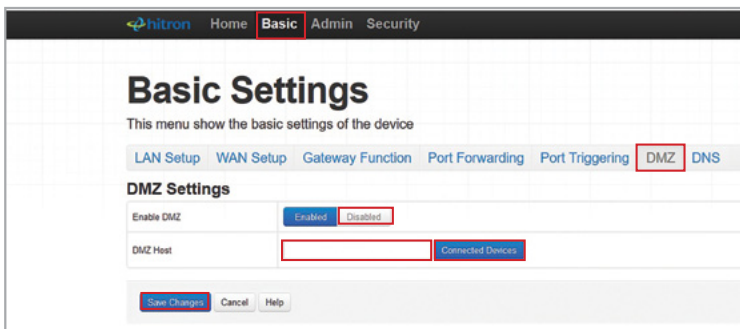 hitron Home Basic Admin Security
Basic Settings
This menu show the basic settings of the device
LAN Setup WAN Setup Gateway Function Port Forwarding Port Triggering DMZ DNS
DMZ Settings
Enable DMZ Enabled Disabled
DMZ Host Connected Devices
Save Changes Cancel Help